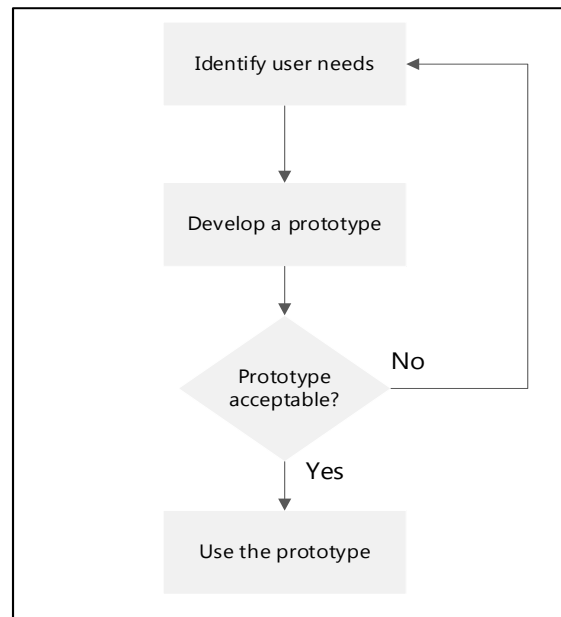 Identify user needs
Develop a prototype
Prototype
acceptable?
No
Yes
Use the prototype